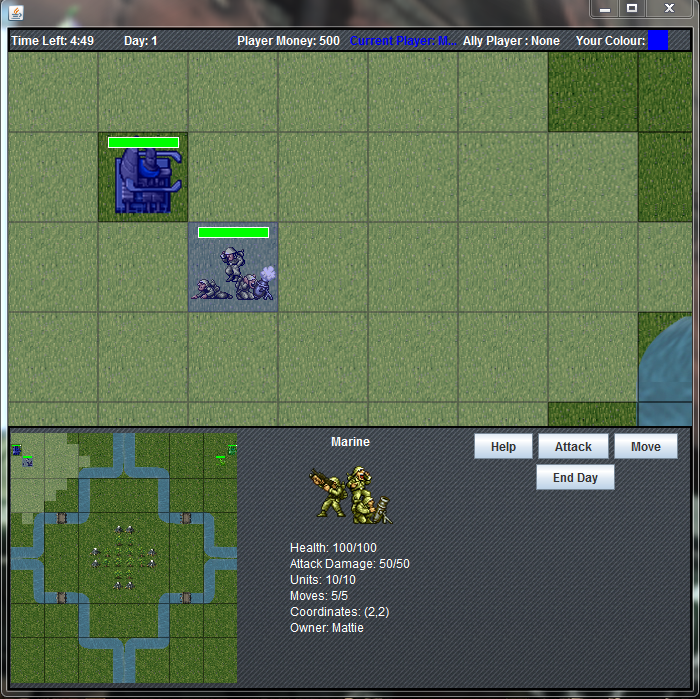 Time Left: 4:49 Day: 1 Player Money: 500 Current Player: M... Ally Player : None Your Colour:
Marine
Help Attack Move
End Day
Health: 100/100
Attack Damage: 50/50
Units: 10/10
Moves: 5/5
Coordinates: (2,2)
Owner: Mattie